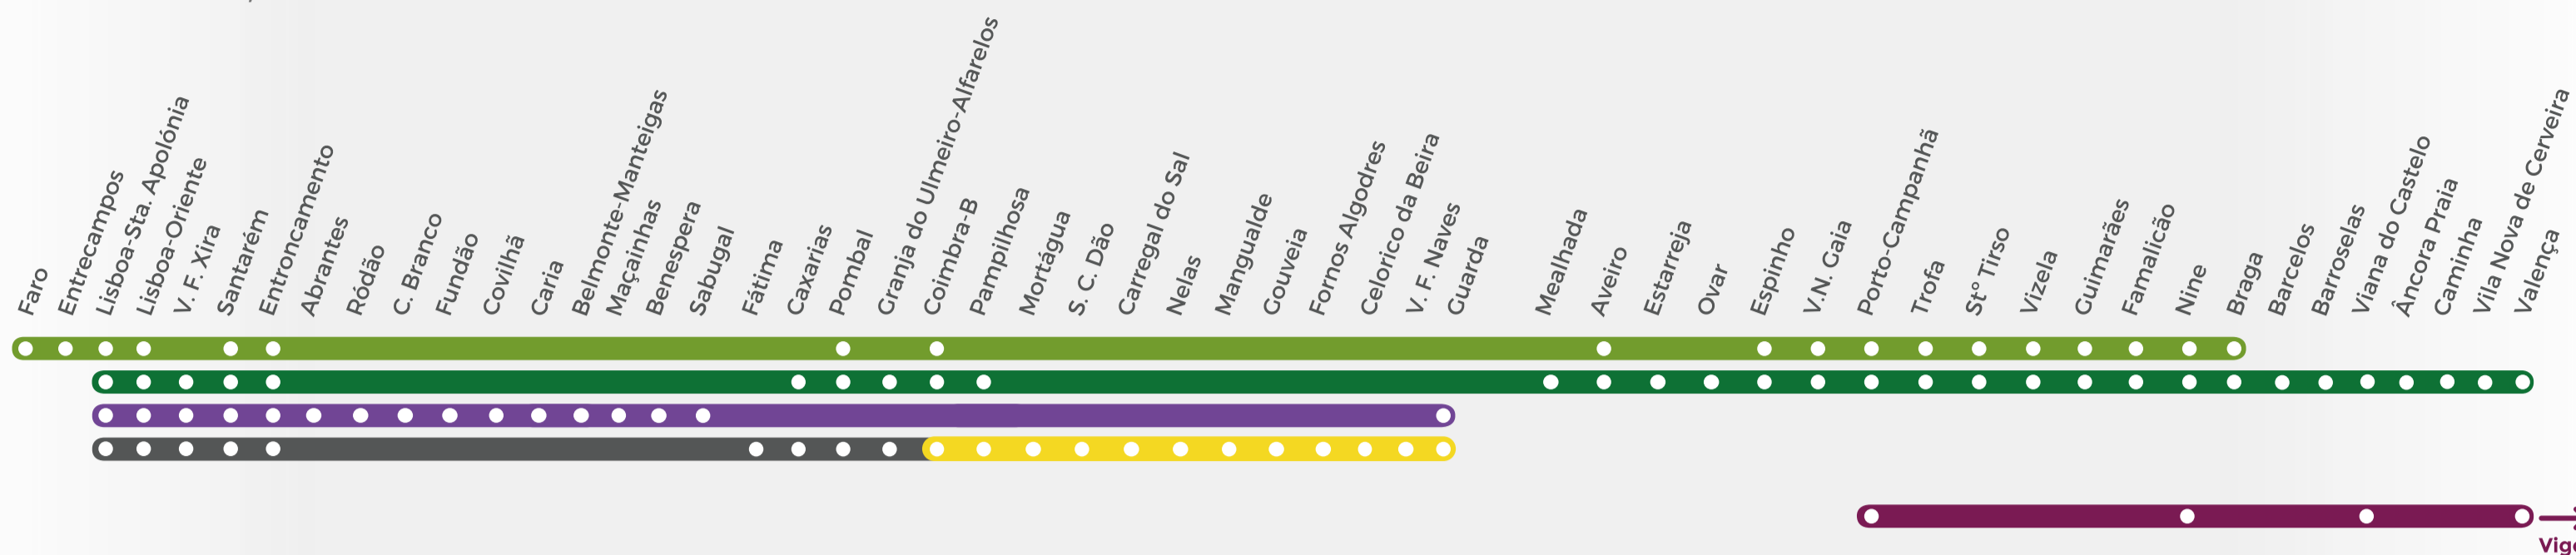 Faro
Entrecampos
Lisboa-Sta. Apolónia
Lisboa-Oriente
V. F. Xira
Santarém
Entroncamento
Abrantes
Ródão
C. Branco
Fundão
Covilhã
Caria
Belmonte-Manteigas
Maçainhas
Benespera
Sabugal
Fátima
Caxarias
Pombal
Granja do Ulmeiro-Alfarelos
Coimbra-B
Pampilhosa
Mortágua
S. C. Dão
Carregal do Sal
Nelas
Mangualde
Gouveia
Fornos Algodres
Celorico da Beira
V. F. Naves
Guarda
Mealhada
Aveiro
Estarreja
Ovar
Espinho
V.N. Gaia
Porto-Campanhã
Trofa
Stº Tirso
Vizela
Guimarães
Famalicão
Nine
Braga
Barcelos
Barroselas
Viana do Castelo
Âncora Praia
Caminha
Vila Nova de Cerveira
Valença